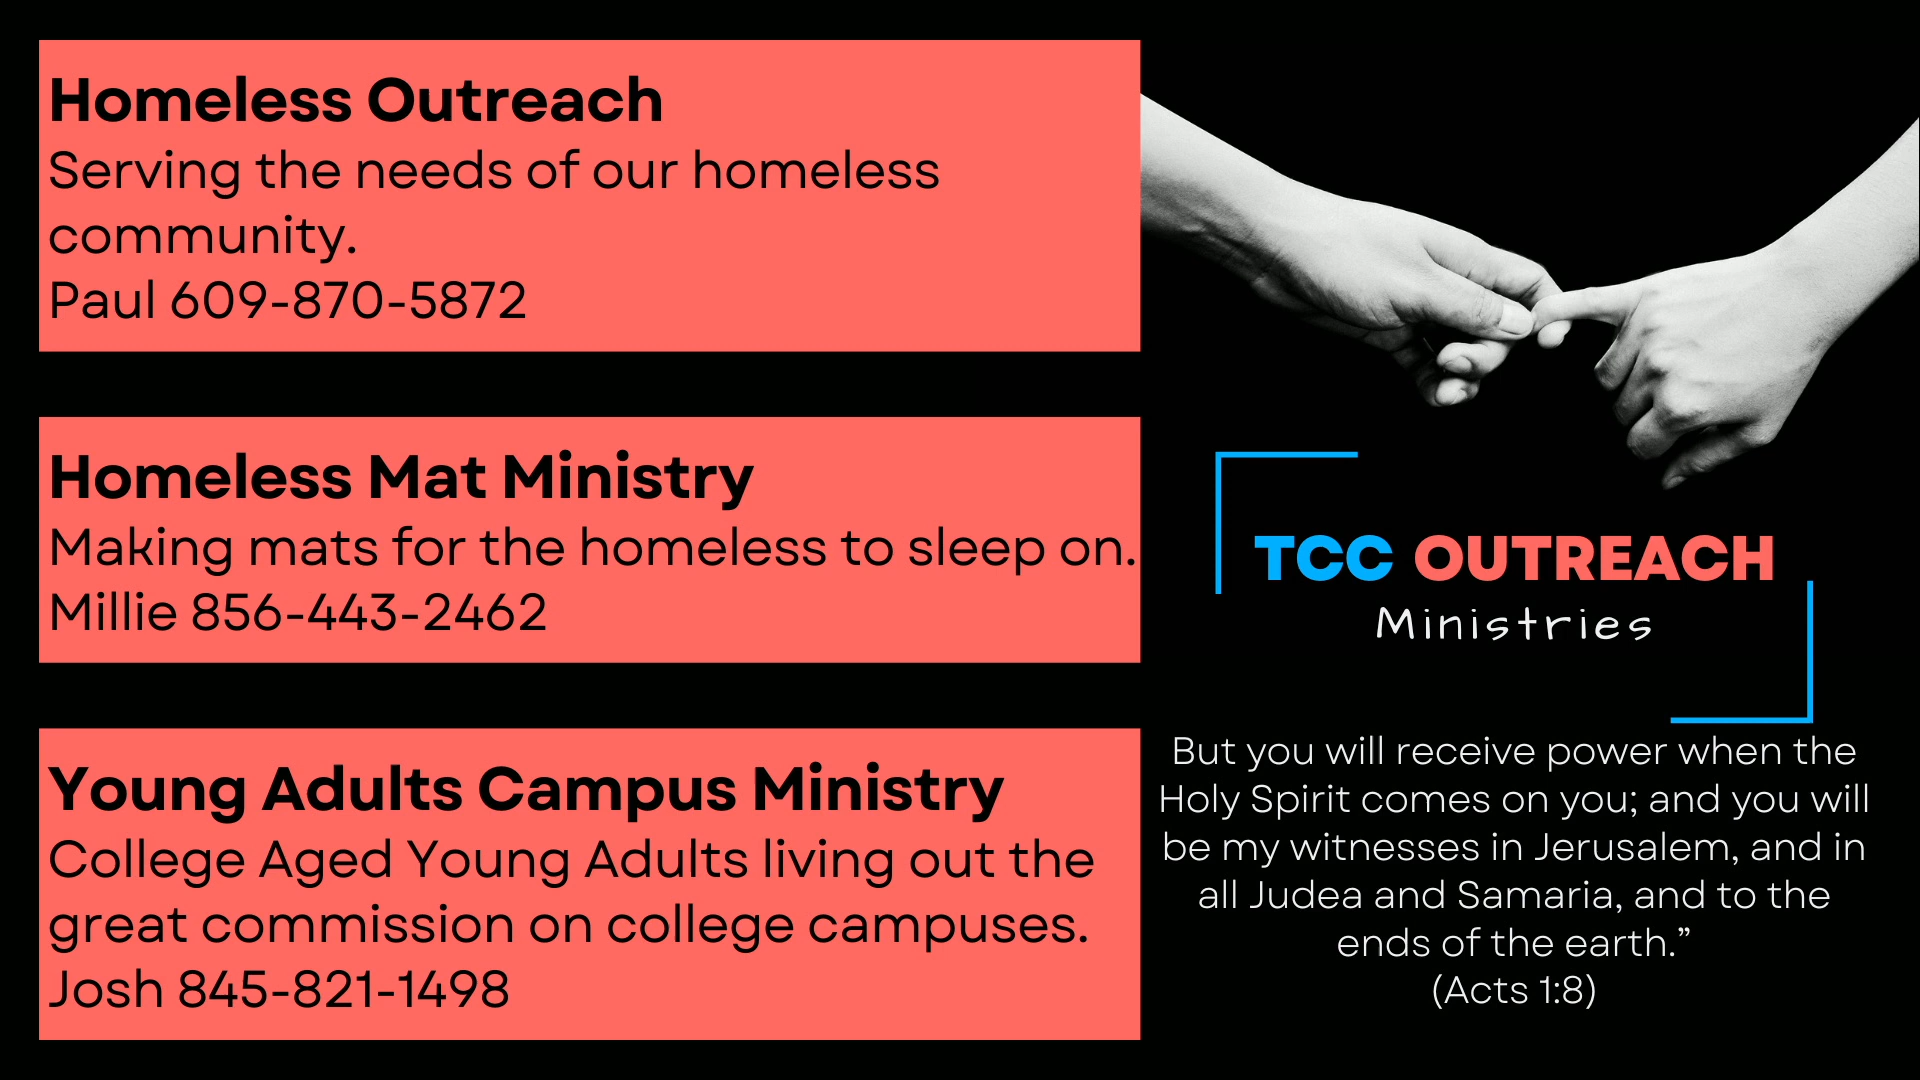 Homeless Outreach
Serving the needs of our homeless
community.
Paul 609-870-5872
Homeless Mat Ministry
Making mats for the homeless to sleep on.
Millie 856-443-2462
Young Adults Campus Ministry
College Aged Young Adults living out the
great commission on college campuses.
Josh 845-821-1498
TCC OUTREACH
Ministries
But you will receive power when the
Holy Spirit comes on you; and you will
be my witnesses in Jerusalem, and in
all Judea and Samaria, and to the
ends of the earth.”
(Acts 1:8)